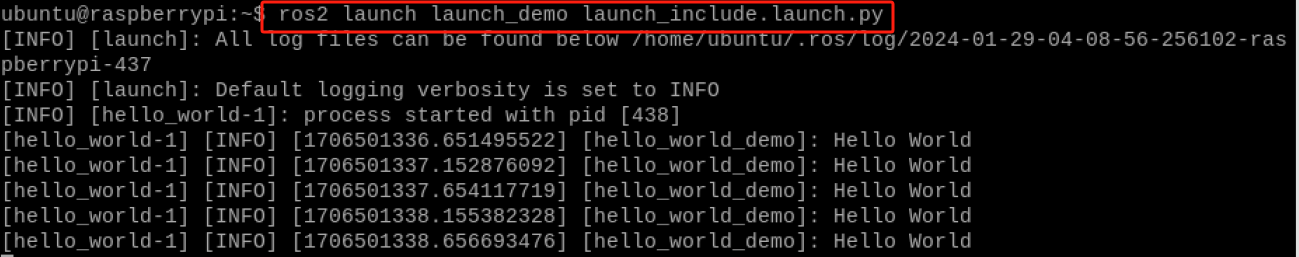 ubuntu@raspberrypi:~$ ros2 launch launch_demo launch_include.launch.py
[INFO] [launch]: All log files can be found below /home/ubuntu/.ros/log/2024-01-29-04-08-56-256102-ras
pberrypi-437
[INFO] [launch]: Default logging verbosity is set to INFO
[INFO] [hello_world-1]: process started with pid [438]
[hello_world-1] [INFO] [1706501336.651495522] [hello_world_demo]: Hello World
[hello_world-1] [INFO] [1706501337.152876092] [hello_world_demo]: Hello World
[hello_world-1] [INFO] [1706501337.654117719] [hello_world_demo]: Hello World
[hello_world-1] [INFO] [1706501338.155382328] [hello_world_demo]: Hello World
[hello_world-1] [INFO] [1706501338.656693476] [hello_world_demo]: Hello World